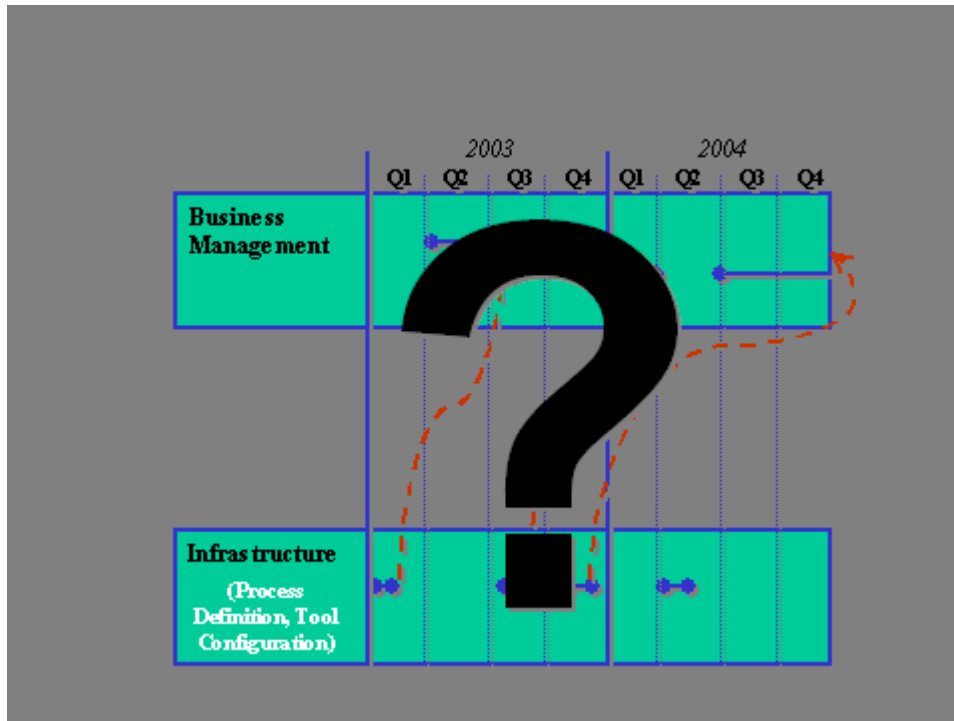 2003 2004
Q1 Q2 Q3 Q4 Q1 Q2 Q3 Q4
Business
Management
?
Infrastructure
(Process
Definition, Tool
Configuration)